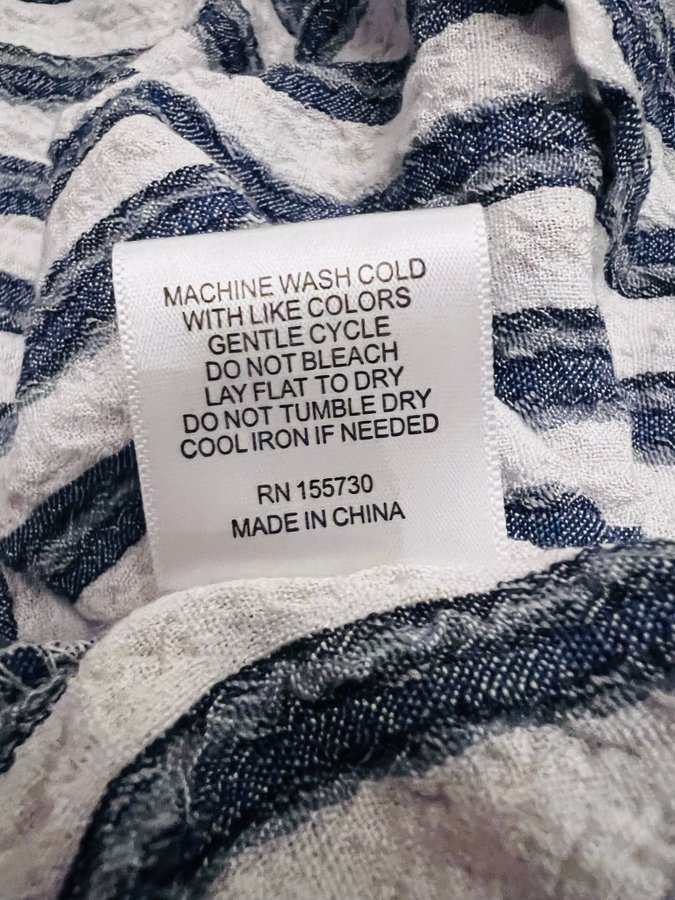 MACHINE WASH COLD
WITH LIKE COLORS
GENTLE CYCLE
DO NOT BLEACH
LAY FLAT TO DRY
DO NOT TUMBLE DRY
COOL IRON IF NEEDED
RN 155730
MADE IN CHINA